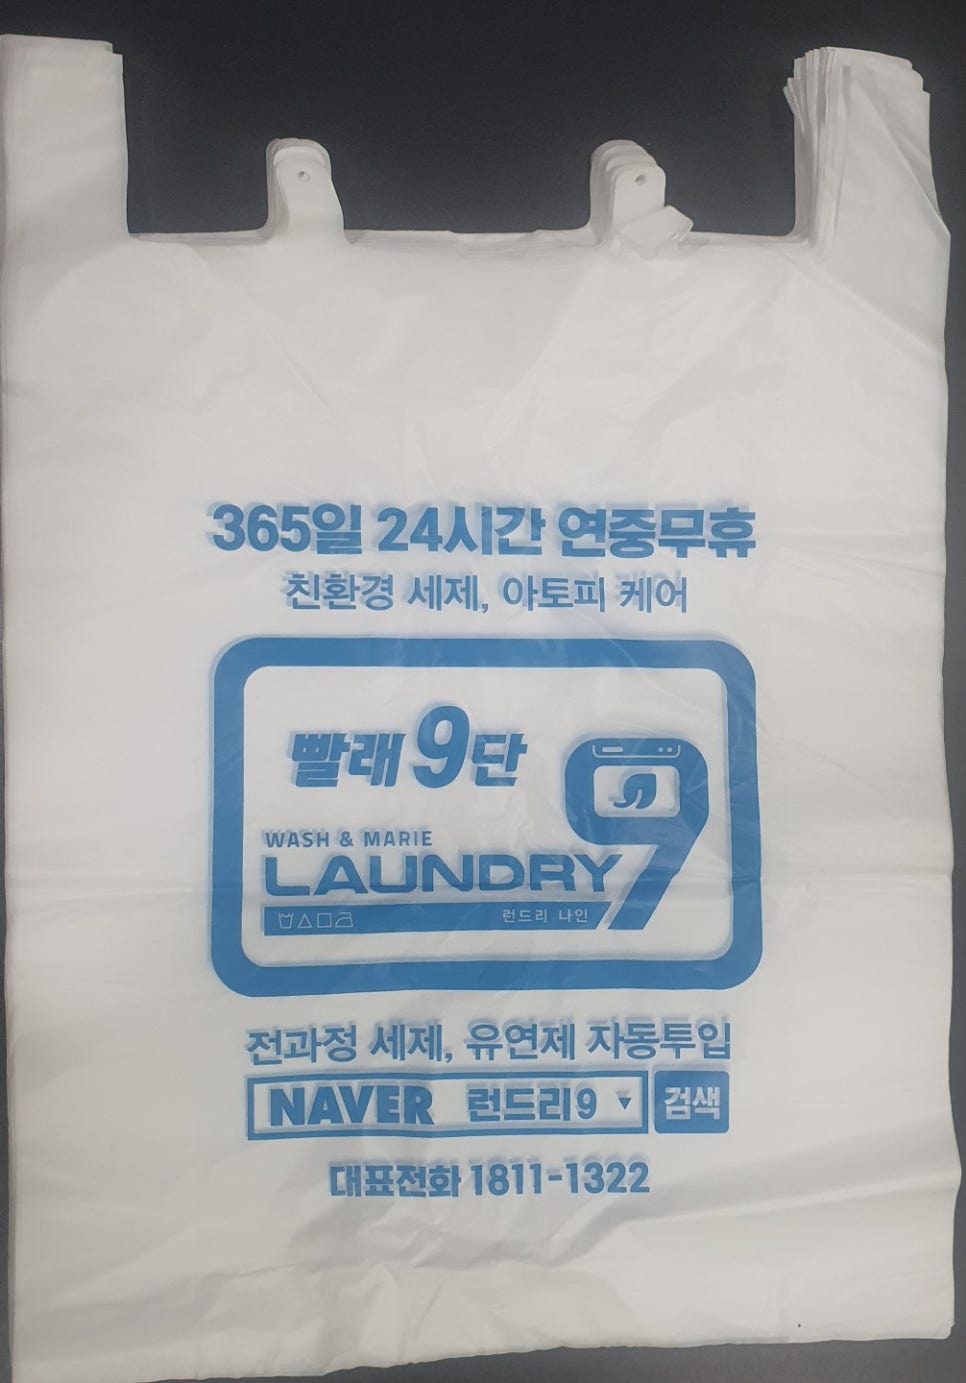 365일 24시간 연중무휴
친환경 세제, 아토피 케어
빨래9단
WASH & MARIE
LAUNDRY9
런드리 나인
전과정 세제, 유연제 자동투입
NAVER 런드리9 ▼ 검색
대표전화 1811-1322